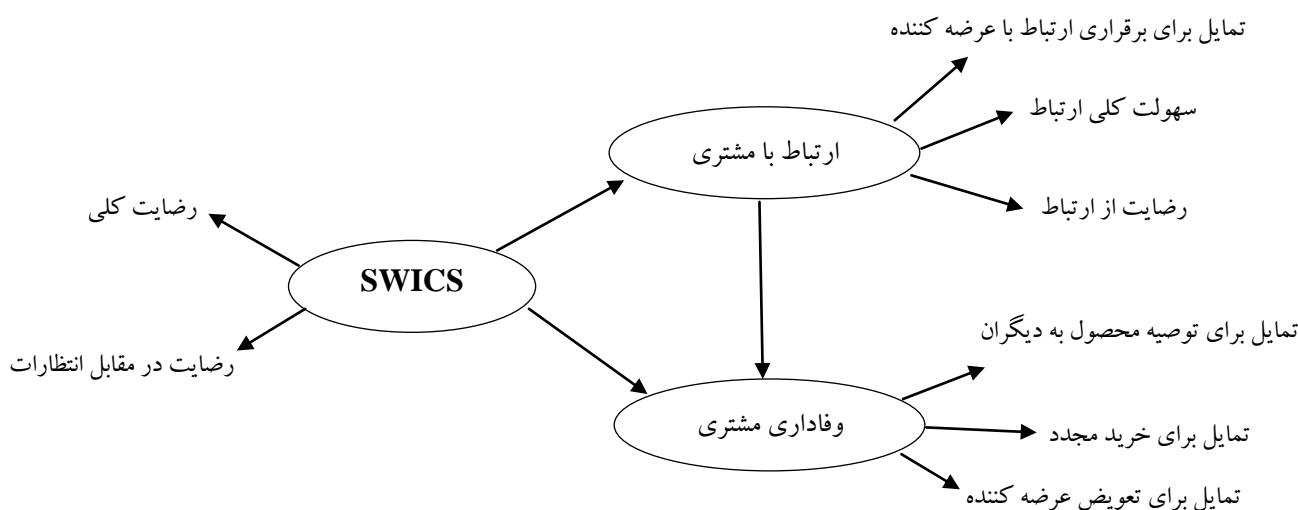 تمایل برای برقراری ارتباط با عرضه کننده
سهولت کلی ارتباط
ارتباط با مشتری
رضایت از ارتباط
رضایت کلی
SWICS
تمایل برای توصیه محصول به دیگران
رضایت در مقابل انتظارات
وفاداری مشتری
تمایل برای خرید مجدد
تمایل برای تعویض عرضه کننده